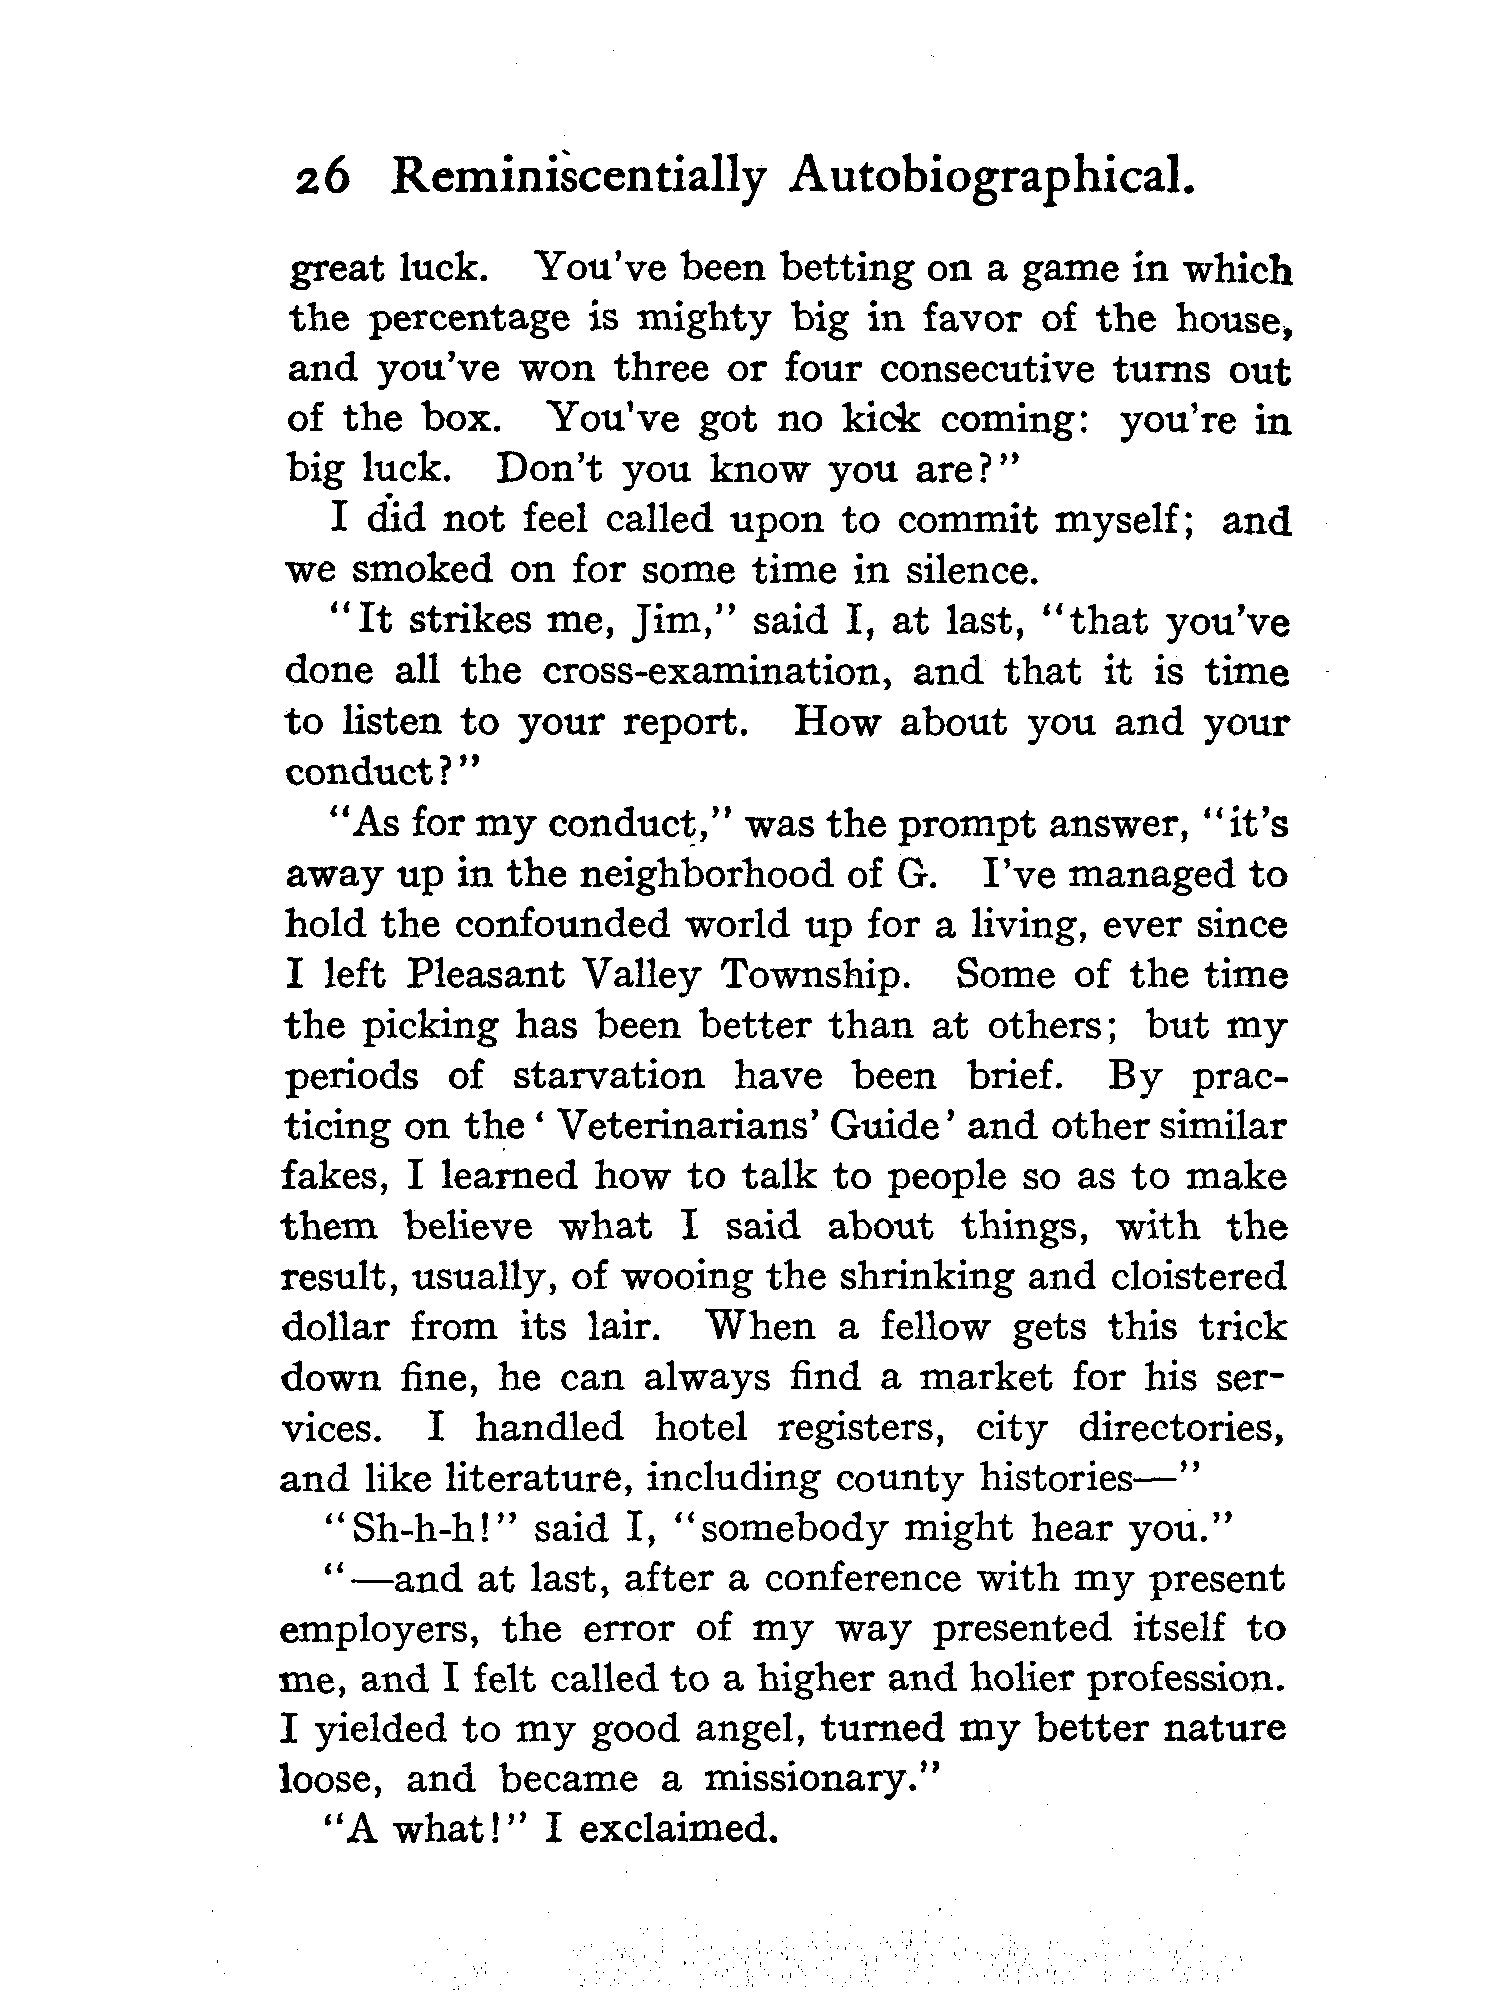 26 Reminiscentially Autobiographical.
great luck. You've been betting on a game in which
the percentage is mighty big in favor of the house,
and you've won three or four consecutive turns out
of the box. You've got no kick coming: you're in
big luck. Don't you know you are?"
I did not feel called upon to commit myself; and
we smoked on for some time in silence.
"It strikes me, Jim," said I, at last, "that you've
done all the cross-examination, and that it is time
to listen to your report. How about you and your
conduct?"
"As for my conduct," was the prompt answer, "it's
away up in the neighborhood of G. I've managed to
hold the confounded world up for a living, ever since
I left Pleasant Valley Township. Some of the time
the picking has been better than at others; but my
periods of starvation have been brief. By prac-
ticing on the 'Veterinarians' Guide' and other similar
fakes, I learned how to talk to people so as to make
them believe what I said about things, with the
result, usually, of wooing the shrinking and cloistered
dollar from its lair. When a fellow gets this trick
down fine, he can always find a market for his ser-
vices. I handled hotel registers, city directories,
and like literature, including county histories—"
"Sh-h-h!" said I, "somebody might hear you."
"—and at last, after a conference with my present
employers, the error of my way presented itself to
me, and I felt called to a higher and holier profession.
I yielded to my good angel, turned my better nature
loose, and became a missionary."
"A what!" I exclaimed.